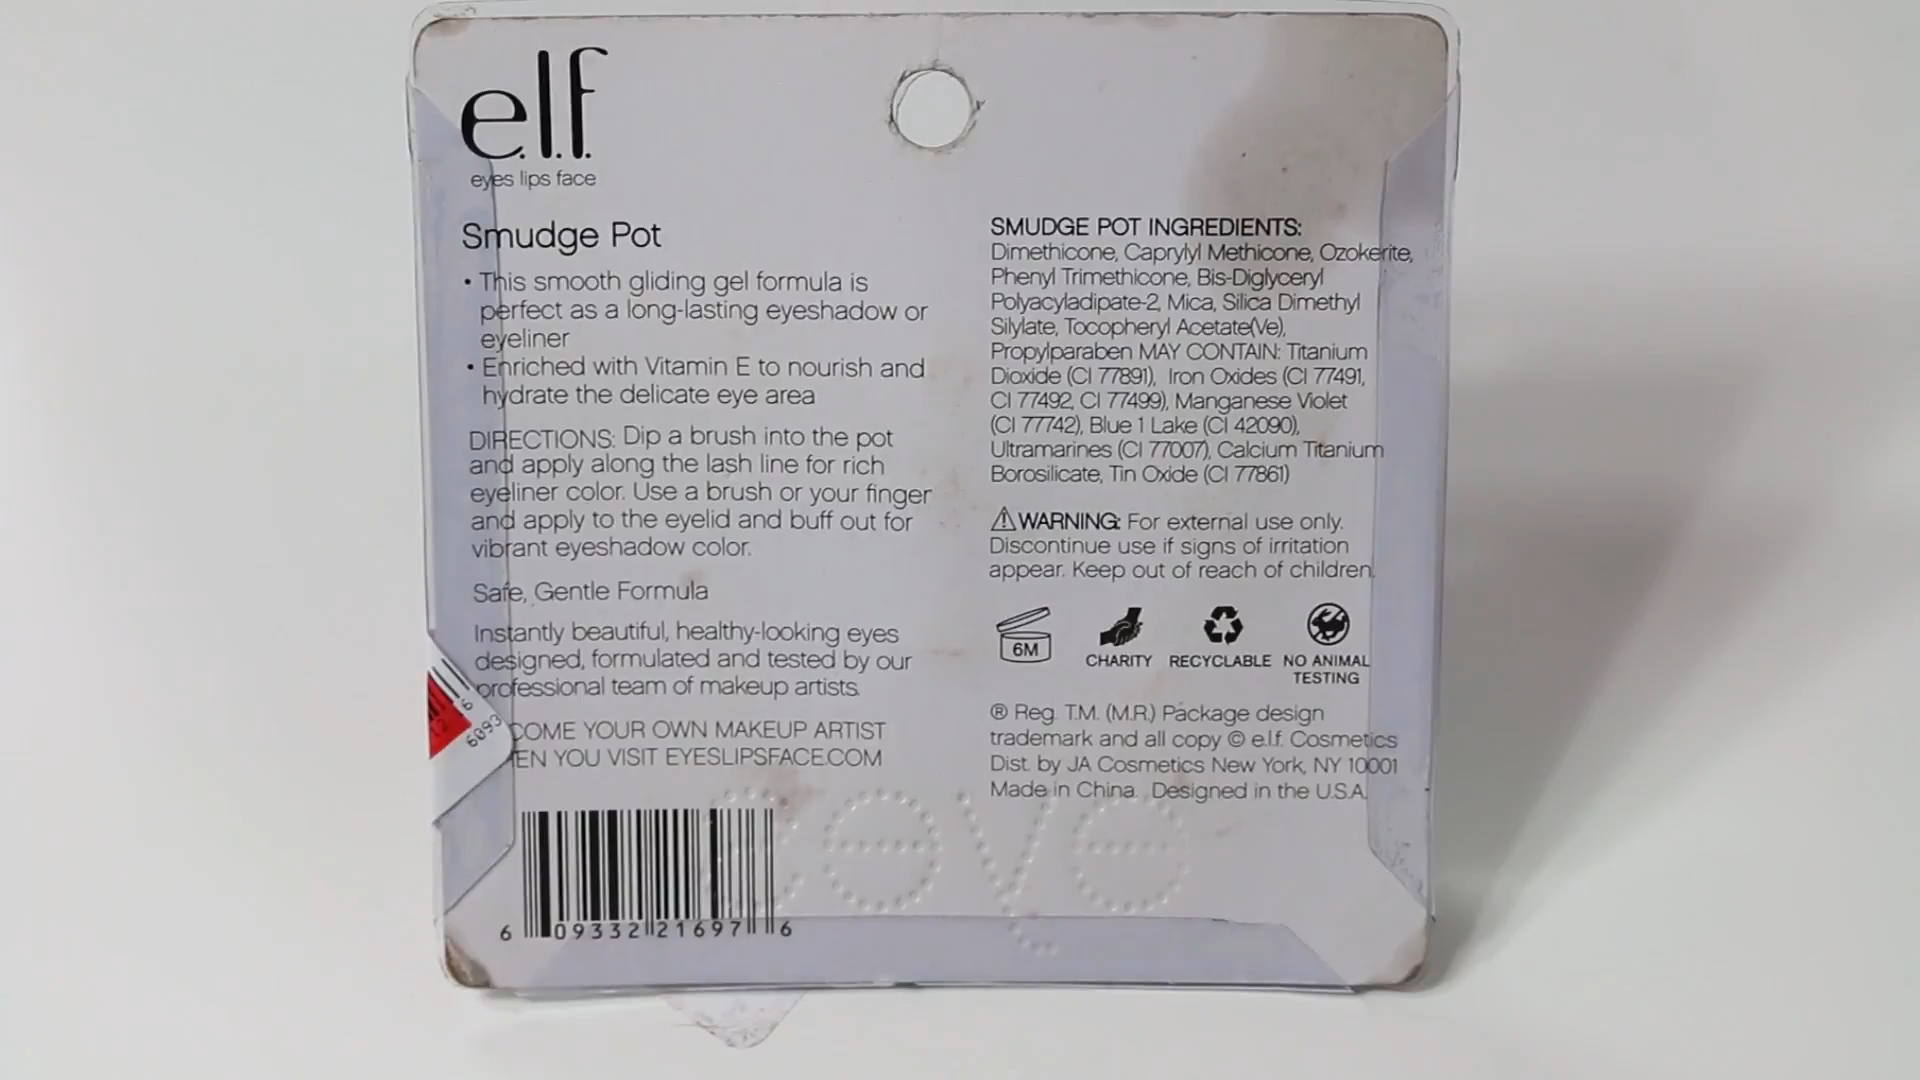 e.l.f.
eyes lips face
Smudge Pot
• This smooth gliding gel formula is
perfect as a long-lasting eyeshadow or
eyeliner
• Enriched with Vitamin E to nourish and
hydrate the delicate eye area
DIRECTIONS: Dip a brush into the pot
and apply along the lash line for rich
eyeliner color. Use a brush or your finger
and apply to the eyelid and buff out for
vibrant eyeshadow color.
Safe, Gentle Formula
Instantly beautiful, healthy-looking eyes
designed, formulated and tested by our
professional team of makeup artists.
COME YOUR OWN MAKEUP ARTIST
EN YOU VISIT EYESLIPSFACE.COM
6093
6 09332 21697 6
SMUDGE POT INGREDIENTS:
Dimethicone, Caprylyl Methicone, Ozokerite,
Phenyl Trimethicone, Bis-Diglyceryl
Polyacyladipate-2, Mica, Silica Dimethyl
Silylate, Tocopheryl Acetate(Ve),
Propylparaben MAY CONTAIN: Titanium
Dioxide (CI 77891), Iron Oxides (CI 77491,
CI 77492, CI 77499), Manganese Violet
(CI 77742), Blue 1 Lake (CI 42090),
Ultramarines (CI 77007), Calcium Titanium
Borosilicate, Tin Oxide (CI 77861)
WARNING: For external use only.
Discontinue use if signs of irritation
appear. Keep out of reach of children.
6M
CHARITY RECYCLABLE NO ANIMAL
TESTING
® Reg. T.M. (M.R.) Package design
trademark and all copy © e.l.f. Cosmetics
Dist. by JA Cosmetics New York, NY 10001
Made in China. Designed in the U.S.A.
eye